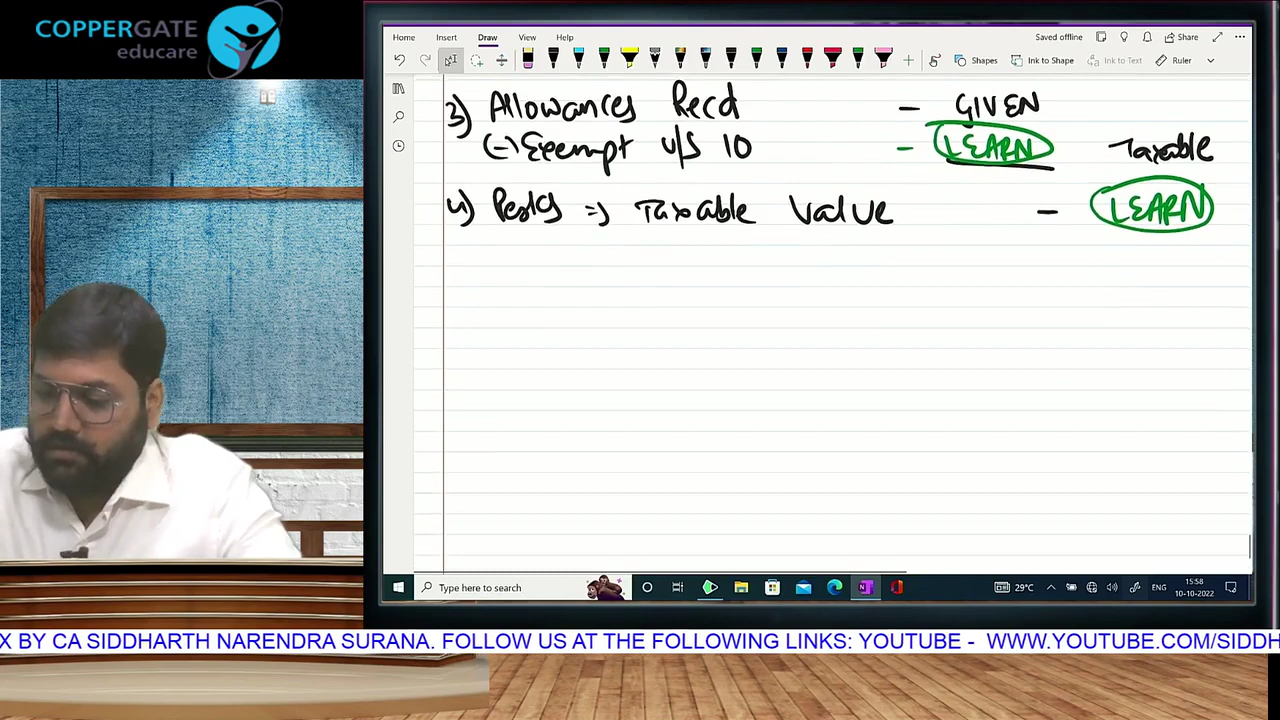 COPPERGATE
educare
Home Insert Draw View Help
Saved offline
Share
Shapes Ink to Shape Ink to Text Ruler
3) Allowances Recd - GIVEN
(-) Exempt u/s 10 - LEARN Taxable
4) Perks => Taxable Value - LEARN
Type here to search
29°C ENG 15:58
10-10-2022
X BY CA SIDDHARTH NARENDRA SURANA. FOLLOW US AT THE FOLLOWING LINKS: YOUTUBE - WWW.YOUTUBE.COM/SIDDH